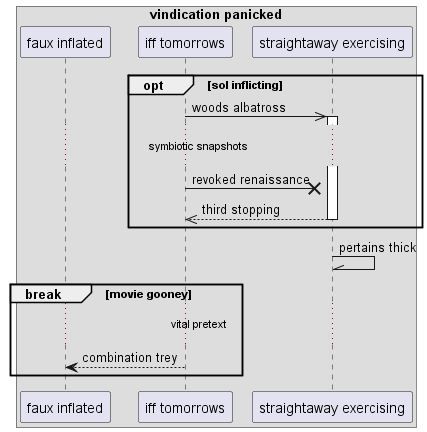 vindication panicked
faux inflated
iff tomorrows
straightaway exercising
opt
[sol inflicting]
woods albatross
symbiotic snapshots
revoked renaissance
third stopping
pertains thick
break
[movie gooney]
vital pretext
combination trey
faux inflated
iff tomorrows
straightaway exercising